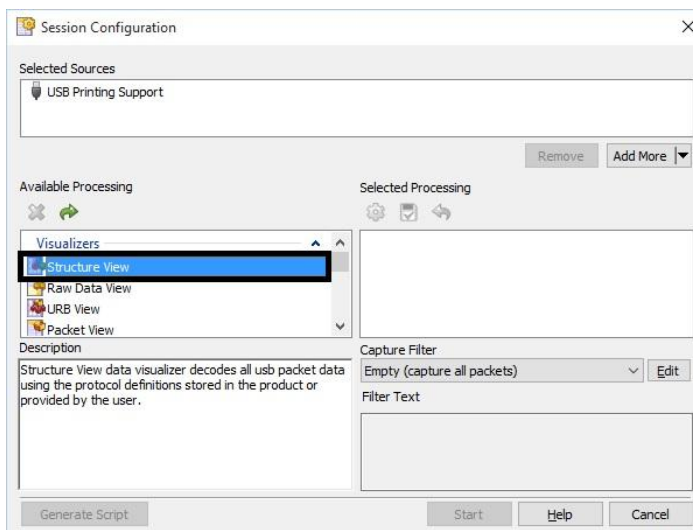 Session Configuration
Selected Sources
USB Printing Support
Remove
Add More
Available Processing
Selected Processing
Visualizers
Structure View
Raw Data View
URB View
Packet View
Description
Structure View data visualizer decodes all usb packet data
using the protocol definitions stored in the product or
provided by the user.
Capture Filter
Empty (capture all packets)
Edit
Filter Text
Generate Script
Start
Help
Cancel